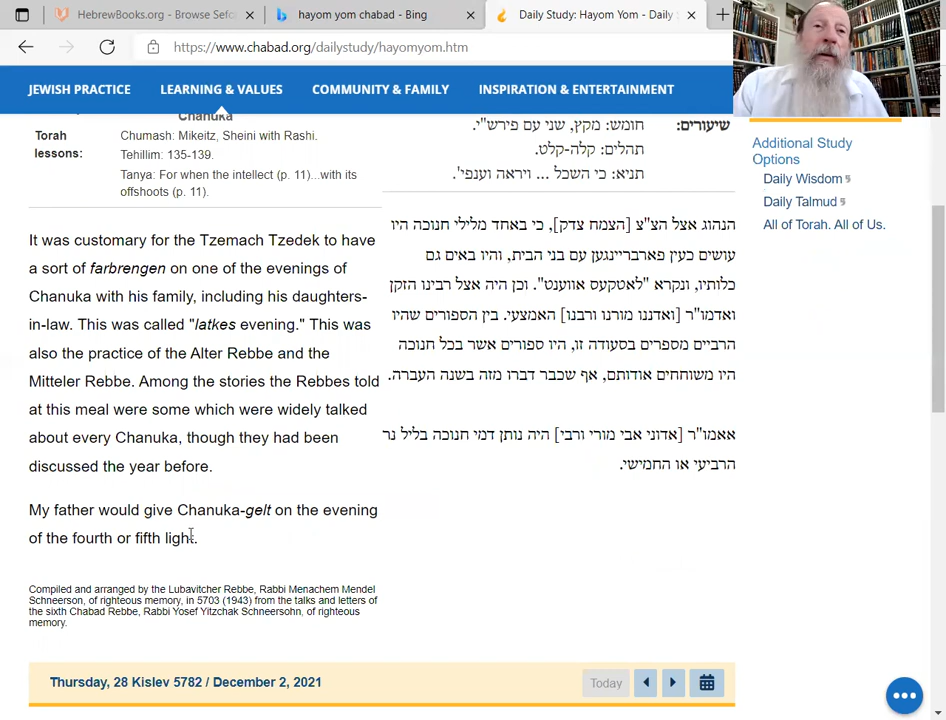 HebrewBooks.org - Browse Sefo
hayom yom chabad - Bing
Daily Study: Hayom Yom - Daily S
https://www.chabad.org/dailystudy/hayomyom.htm
JEWISH PRACTICE LEARNING & VALUES COMMUNITY & FAMILY INSPIRATION & ENTERTAINMENT
Chanuka
Torah lessons:
Chumash: Mikeitz, Sheini with Rashi.
Tehillim: 135-139.
Tanya: For when the intellect (p. 11)...with its
offshoots (p. 11).
It was customary for the Tzemach Tzedek to have
a sort of farbrengen on one of the evenings of
Chanuka with his family, including his daughters-
in-law. This was called "latkes evening." This was
also the practice of the Alter Rebbe and the
Mitteler Rebbe. Among the stories the Rebbes told
at this meal were some which were widely talked
about every Chanuka, though they had been
discussed the year before.
My father would give Chanuka-gelt on the evening
of the fourth or fifth light.
Compiled and arranged by the Lubavitcher Rebbe, Rabbi Menachem Mendel
Schneerson, of righteous memory, in 5703 (1943) from the talks and letters of
the sixth Chabad Rebbe, Rabbi Yosef Yitzchak Schneersohn, of righteous
memory.
שיעורים:
חומש: מקץ, שני עם פירש"י.
תהלים: קלה-קלט.
תניא: כי השכל ... ויראה וענפי'.
הנהוג אצל הצ"צ [הצמח צדק], כי באחד מלילי חנוכה היו
עושים כעין פארבריינגען עם בני הבית, והיו באים גם
כלותיו, ונקרא "לאטקעס אווענט". וכן היה אצל רבינו הזקן
ואדמו"ר [ואדננו מורנו ורבנו] האמצעי. בין הספורים שהיו
הרביים מספרים בסעודה זו, היו ספורים אשר בכל חנוכה
היו משוחחים אודותם, אף שכבר דברו מזה בשנה העברה.
אאמו"ר [אדוני אבי מורי ורבי] היה נותן דמי חנוכה בליל נר
הרביעי או החמישי.
Additional Study
Options
Daily Wisdom
Daily Talmud
All of Torah. All of Us.
Thursday, 28 Kislev 5782 / December 2, 2021
Today